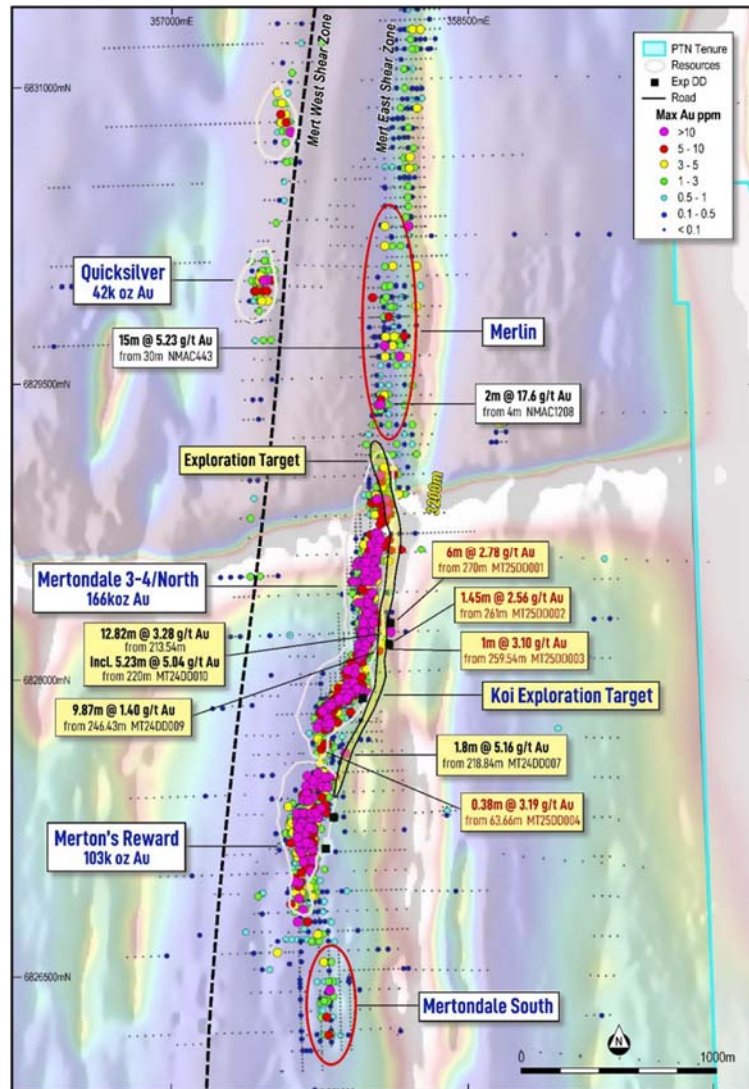 357000mE
358500mE
6831000mN
6829500mN
6828000mN
6826500mN
Mert West Shear Zone
Mert East Shear Zone
PTN Tenure
Resources
Exp DD
Road
Max Au ppm
>10
5 - 10
3 - 5
1 - 3
0.5 - 1
0.1 - 0.5
< 0.1
Quicksilver
42k oz Au
15m @ 5.23 g/t Au
from 30m NMAC443
Merlin
2m @ 17.6 g/t Au
from 4m NMAC1208
Exploration Target
3200m
6m @ 2.78 g/t Au
from 270m MT25DD001
Mertondale 3-4/North
166koz Au
1.45m @ 2.56 g/t Au
from 261m MT25DD002
12.82m @ 3.28 g/t Au
from 213.54m
Incl. 5.23m @ 5.04 g/t Au
from 220m MT24DD010
1m @ 3.10 g/t Au
from 259.54m MT25DD003
Koi Exploration Target
9.87m @ 1.40 g/t Au
from 246.43m MT24DD009
1.8m @ 5.16 g/t Au
from 218.84m MT24DD007
0.38m @ 3.19 g/t Au
from 63.66m MT25DD004
Merton's Reward
103k oz Au
Mertondale South
N
0
1000m